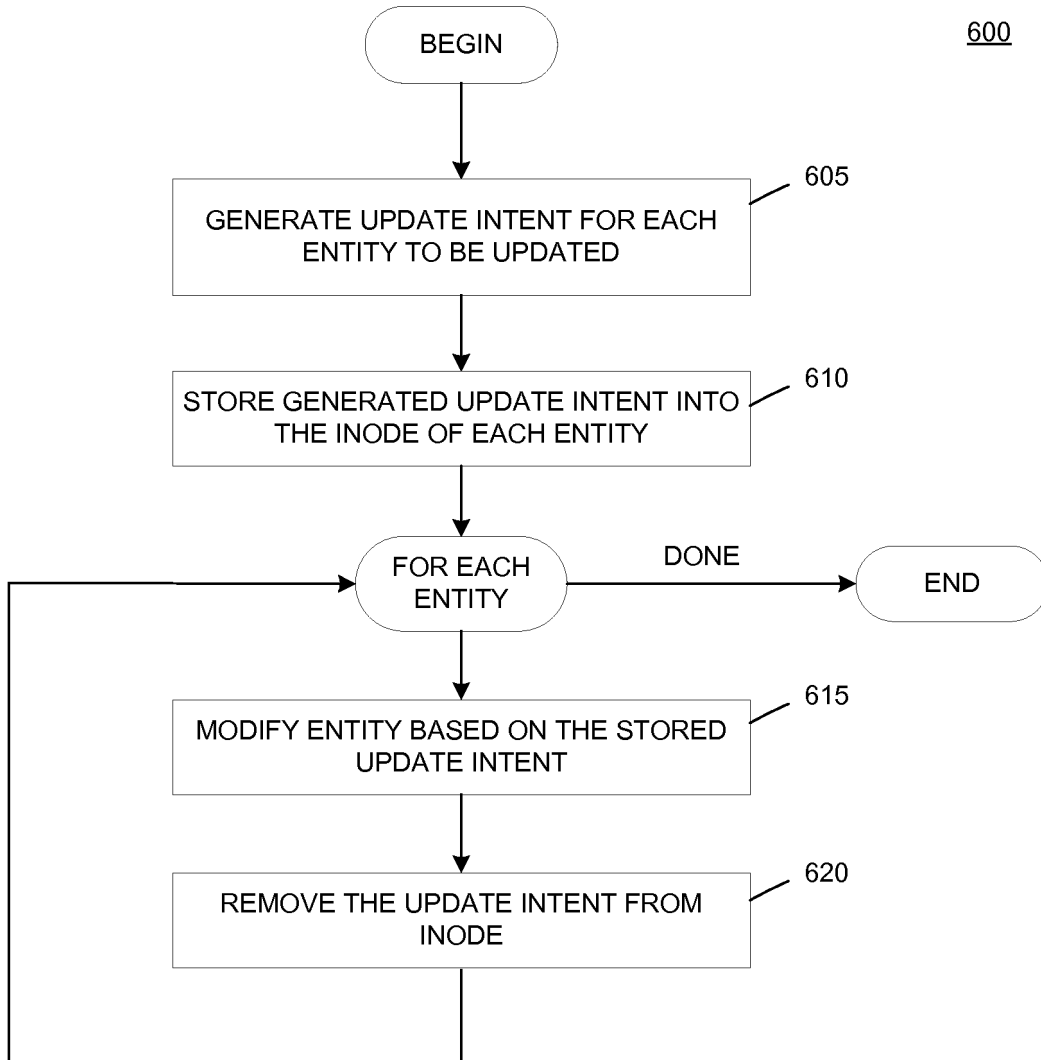 BEGIN
600
605
GENERATE UPDATE INTENT FOR EACH
ENTITY TO BE UPDATED
610
STORE GENERATED UPDATE INTENT INTO
THE INODE OF EACH ENTITY
FOR EACH
ENTITY
DONE
END
615
MODIFY ENTITY BASED ON THE STORED
UPDATE INTENT
620
REMOVE THE UPDATE INTENT FROM
INODE